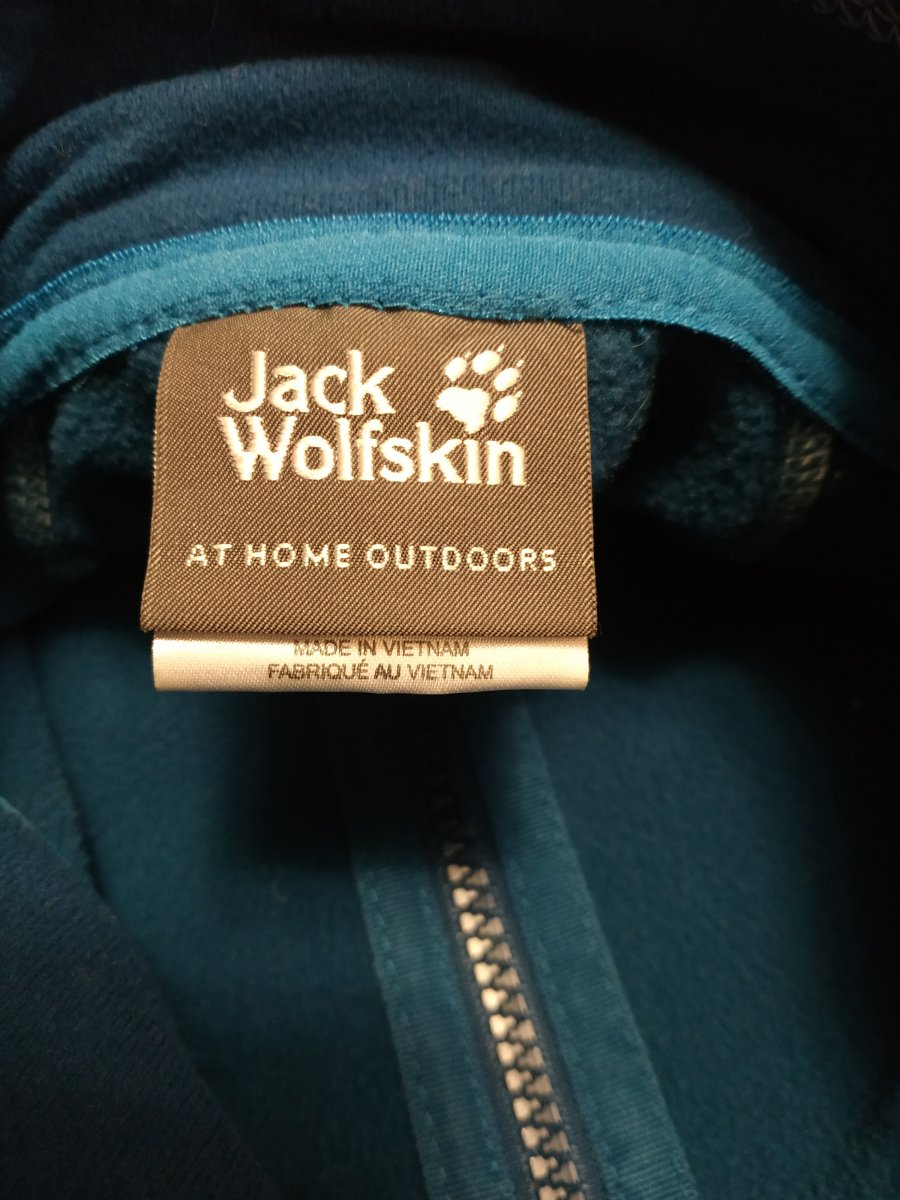 Jack
Wolfskin
AT HOME OUTDOORS
MADE IN VIETNAM
FABRIQUÉ AU VIETNAM